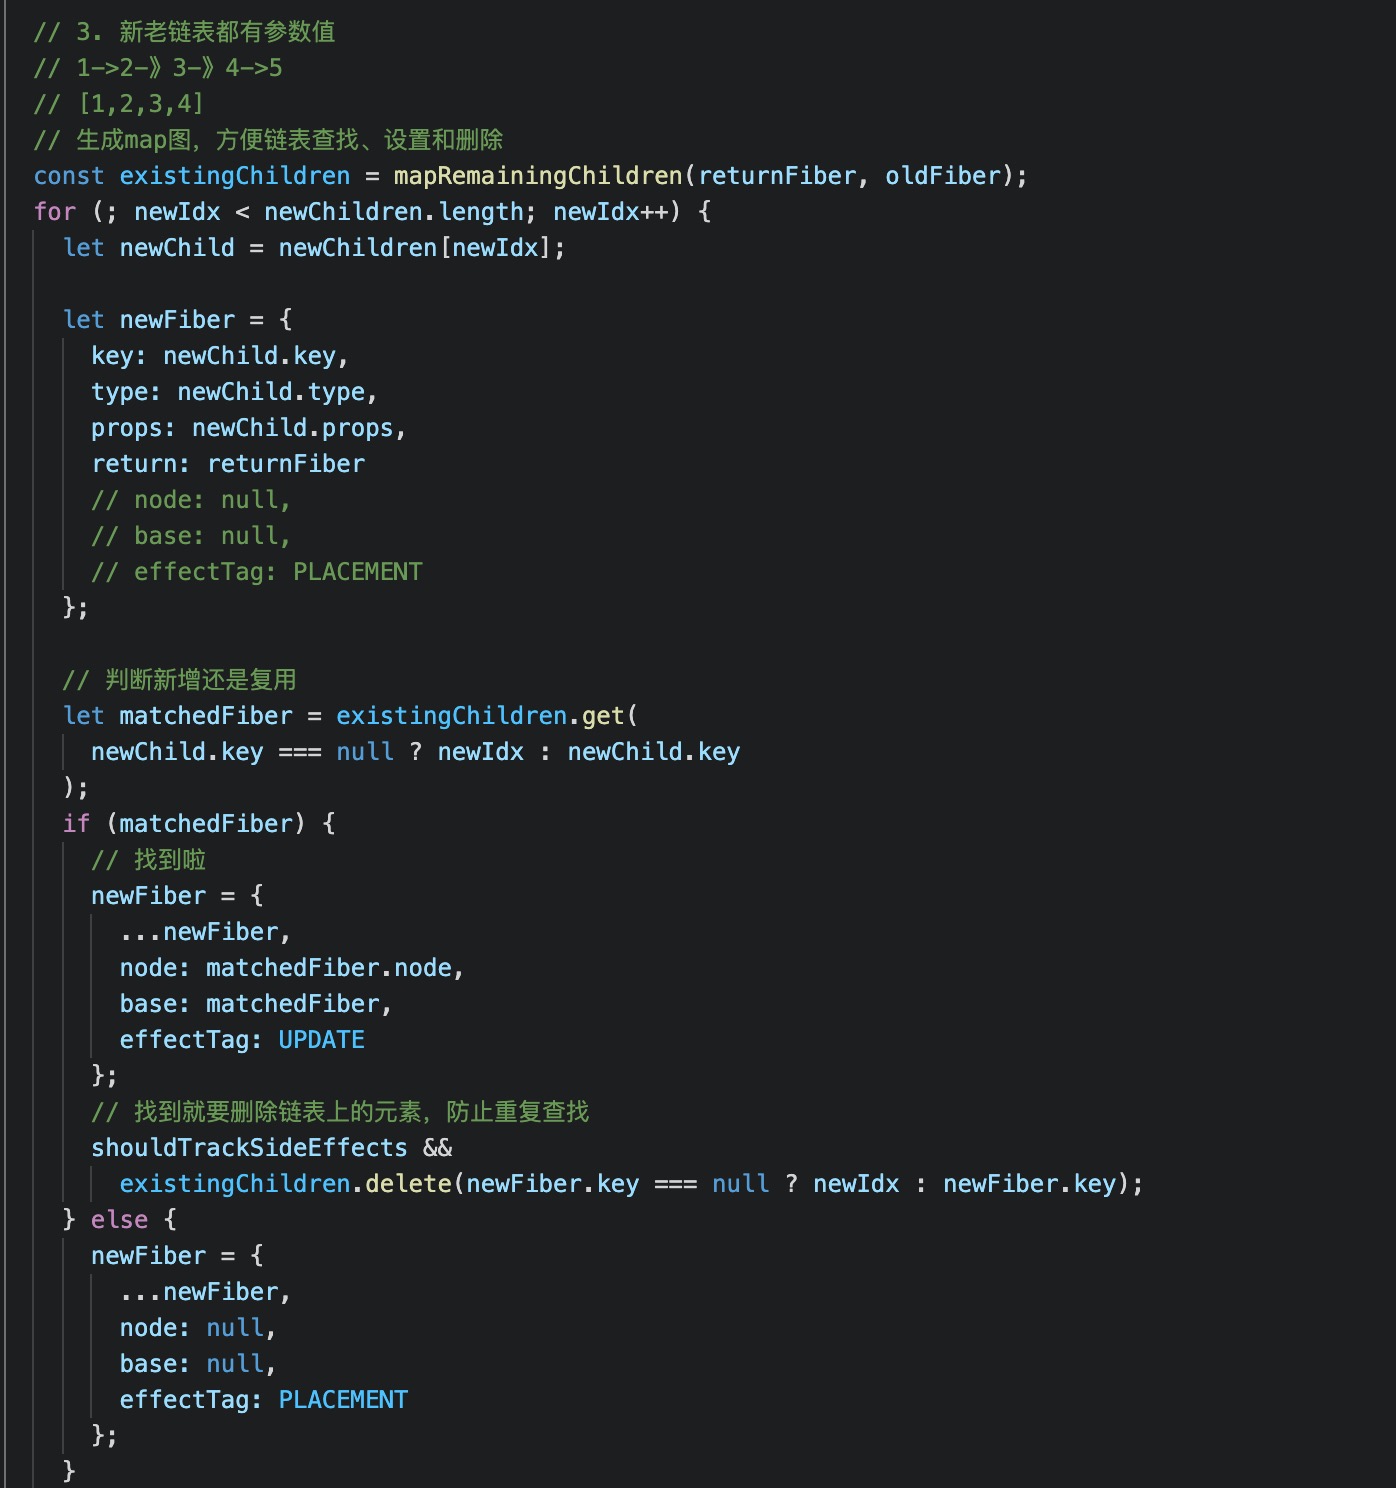 // 3. 新老链表都有参数值
// 1->2-》3-》4->5
// [1,2,3,4]
// 生成map图，方便链表查找、设置和删除
const existingChildren = mapRemainingChildren(returnFiber, oldFiber);
for (; newIdx < newChildren.length; newIdx++) {
let newChild = newChildren[newIdx];
let newFiber = {
key: newChild.key,
type: newChild.type,
props: newChild.props,
return: returnFiber
// node: null,
// base: null,
// effectTag: PLACEMENT
};
// 判断新增还是复用
let matchedFiber = existingChildren.get(
newChild.key === null ? newIdx : newChild.key
);
if (matchedFiber) {
// 找到啦
newFiber = {
...newFiber,
node: matchedFiber.node,
base: matchedFiber,
effectTag: UPDATE
};
// 找到就要删除链表上的元素，防止重复查找
shouldTrackSideEffects &&
existingChildren.delete(newFiber.key === null ? newIdx : newFiber.key);
} else {
newFiber = {
...newFiber,
node: null,
base: null,
effectTag: PLACEMENT
};
}